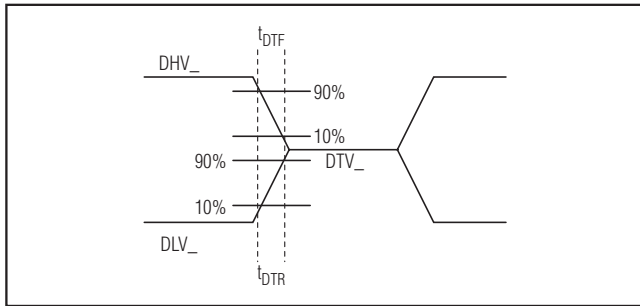 tDTF
DHV_
90%
10%
90%
DTV_
10%
DLV_
tDTR